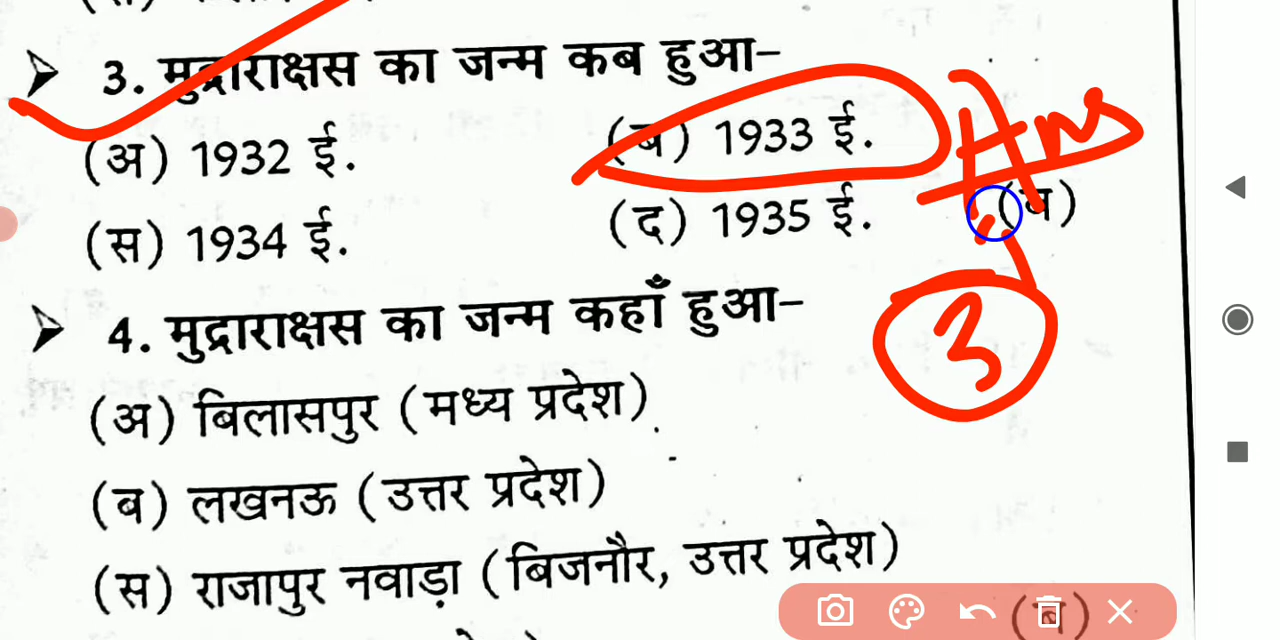 3. मुद्राराक्षस का जन्म कब हुआ–
(अ) 1932 ई. (ब) 1933 ई. Ans
(स) 1934 ई. (द) 1935 ई. (ब)
3
4. मुद्राराक्षस का जन्म कहाँ हुआ–
(अ) बिलासपुर (मध्य प्रदेश)
(ब) लखनऊ (उत्तर प्रदेश)
(स) राजापुर नवाड़ा (बिजनौर, उत्तर प्रदेश)